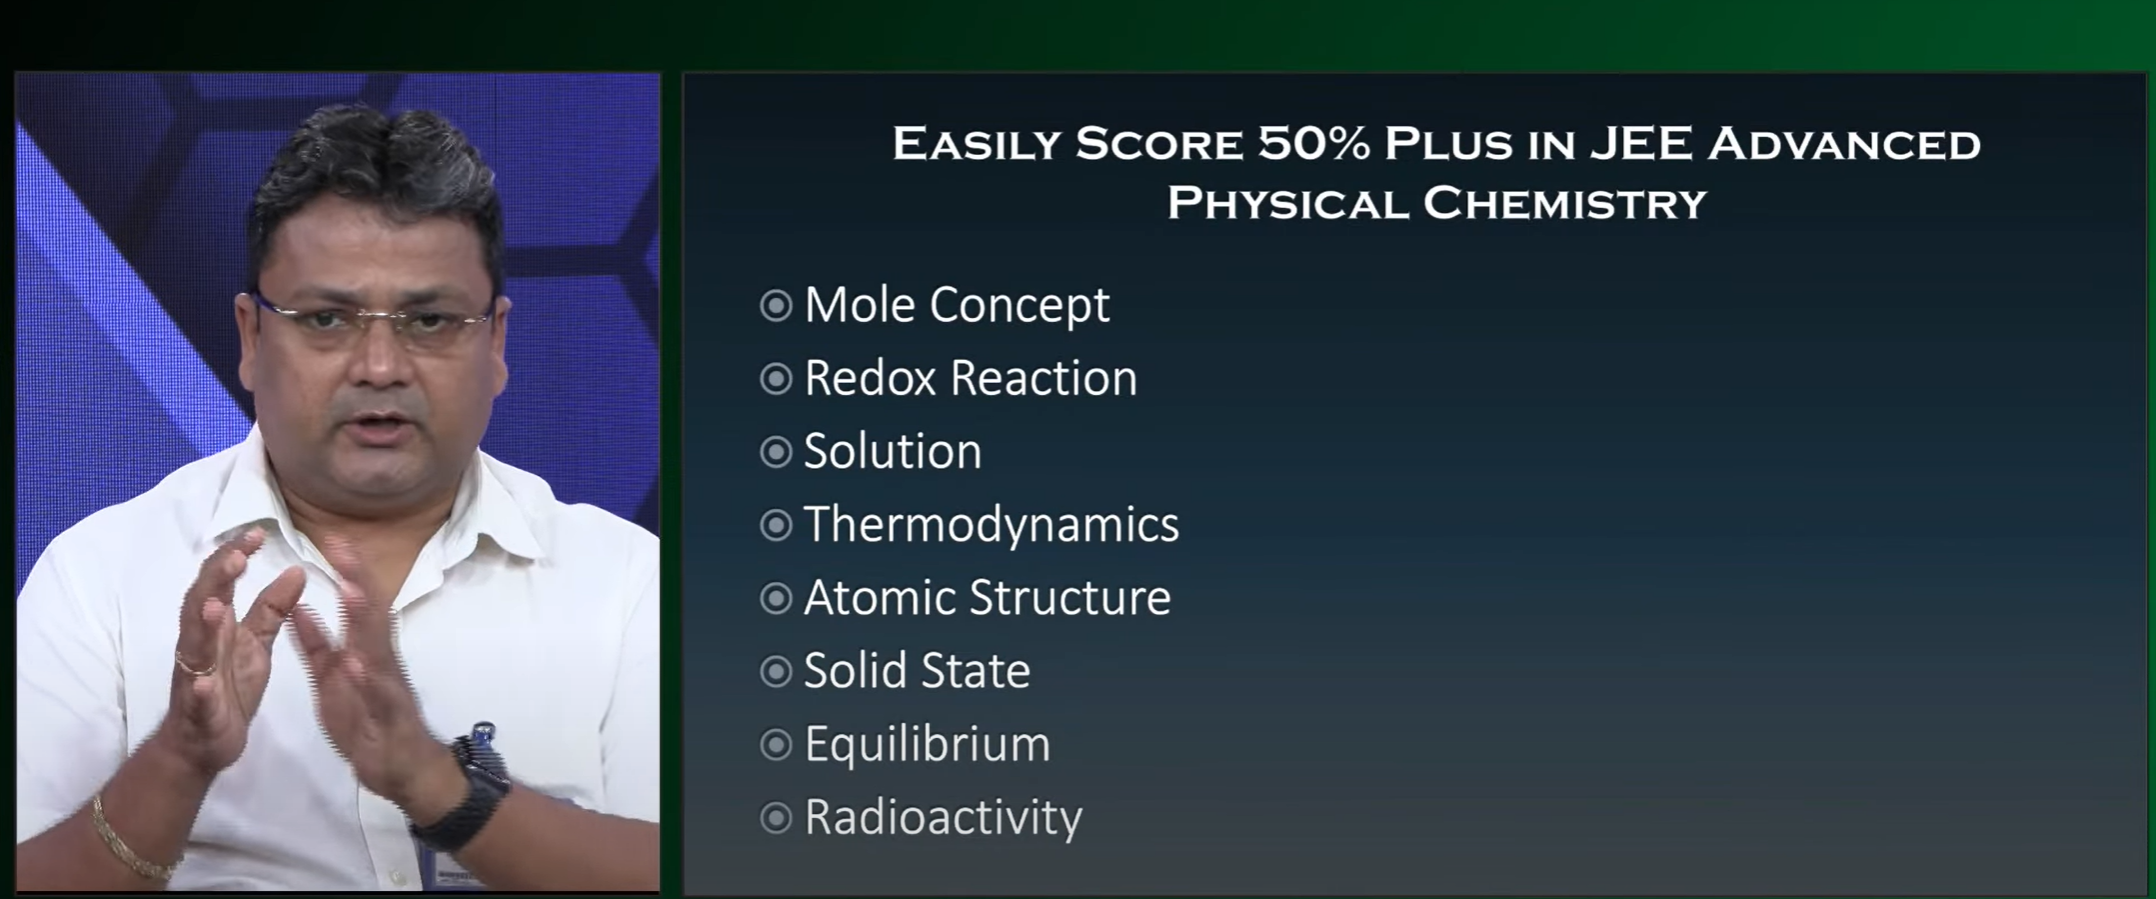 EASILY SCORE 50% PLUS IN JEE ADVANCED
PHYSICAL CHEMISTRY
Mole Concept
Redox Reaction
Solution
Thermodynamics
Atomic Structure
Solid State
Equilibrium
Radioactivity